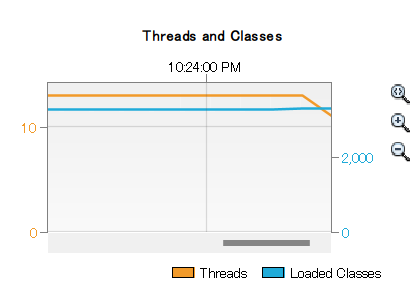 Threads and Classes
10:24:00 PM
10
2,000
0
0
Threads
Loaded Classes